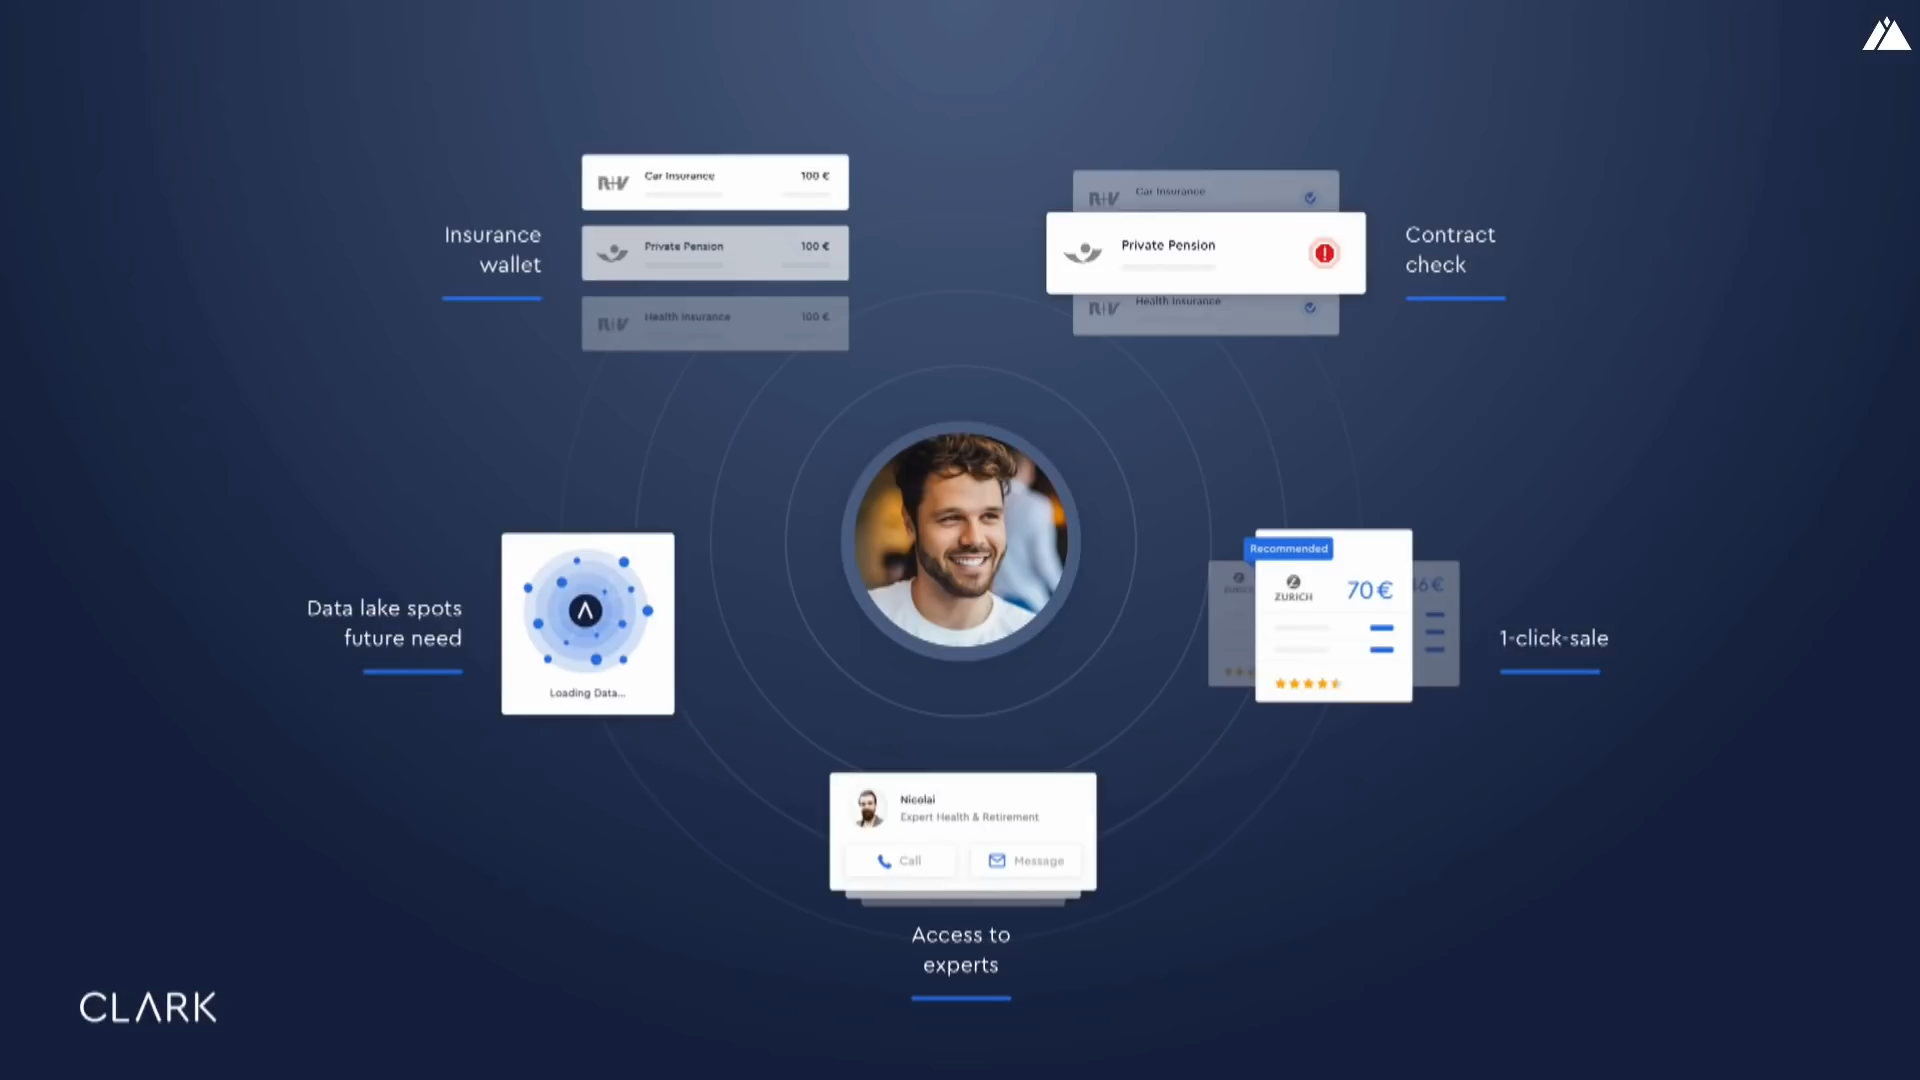 Insurance
wallet
R+V
Car Insurance
100 €
Private Pension
100 €
R+V
Health Insurance
100 €
R+V
Car Insurance
Private Pension
R+V
Health Insurance
Contract
check
Data lake spots
future need
Loading Data...
Recommended
ZURICH
70 €
ZURICH
1-click-sale
Nicolai
Expert Health & Retirement
Call
Message
Access to
experts
CLARK